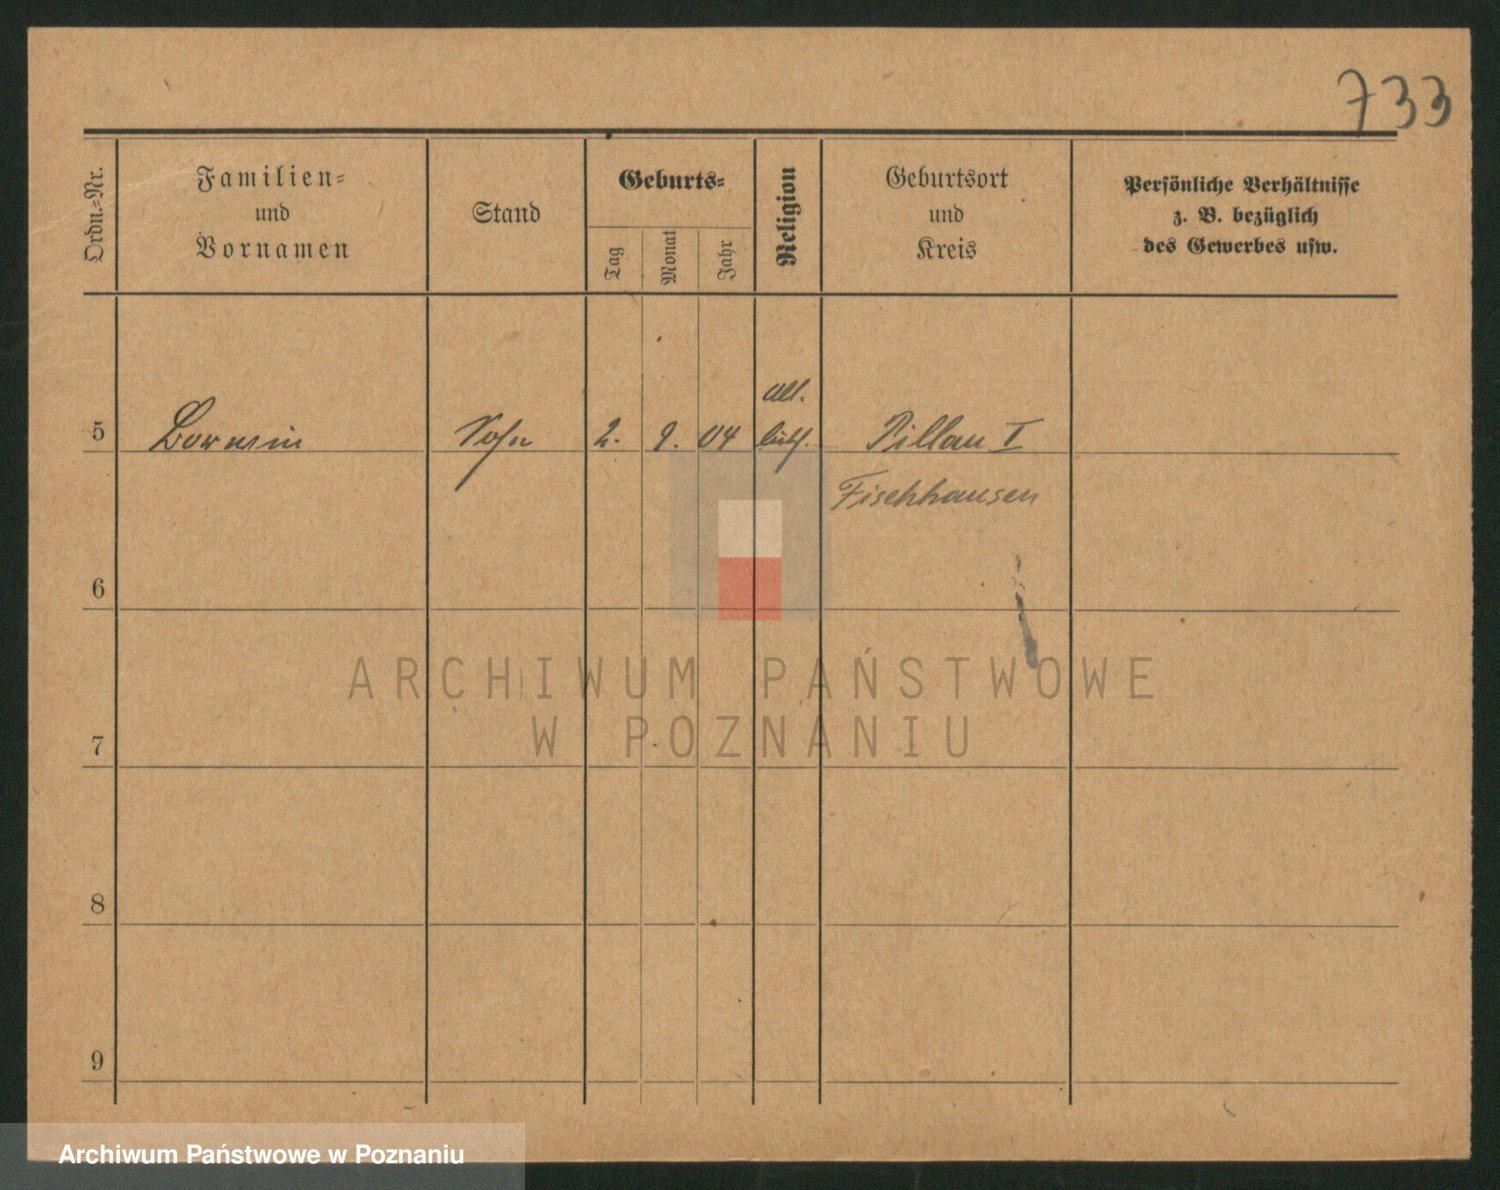 733
Ordn.-Nr.
Familien-
und
Vornamen
Stand
Geburts-
Tag
Monat
Jahr
Religion
Geburtsort
und
Kreis
Persönliche Verhältnisse
z. B. bezüglich
des Gewerbes usw.
alt.
5 Sohn 2. 9. 04 luth. Pillau I
Fischhausen
6
7
8
9
ARCHIWUM PAŃSTWOWE
W POZNANIU
Archiwum Państwowe w Poznaniu